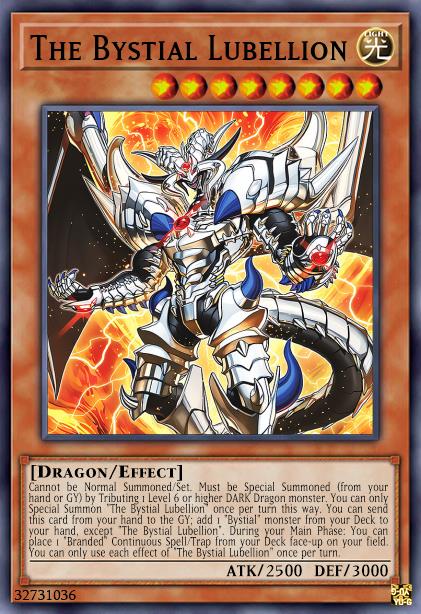 The Bystial Lubellion
LIGHT
光
[Dragon/Effect]
Cannot be Normal Summoned/Set. Must be Special Summoned (from your
hand or GY) by Tributing 1 Level 6 or higher DARK Dragon monster. You can only
Special Summon "The Bystial Lubellion" once per turn this way. You can send
this card from your hand to the GY; add 1 "Bystial" monster from your Deck to
your hand, except "The Bystial Lubellion". During your Main Phase: You can
place 1 "Branded" Continuous Spell/Trap from your Deck face-up on your field.
You can only use each effect of "The Bystial Lubellion" once per turn.
ATK/2500 DEF/3000
32731036